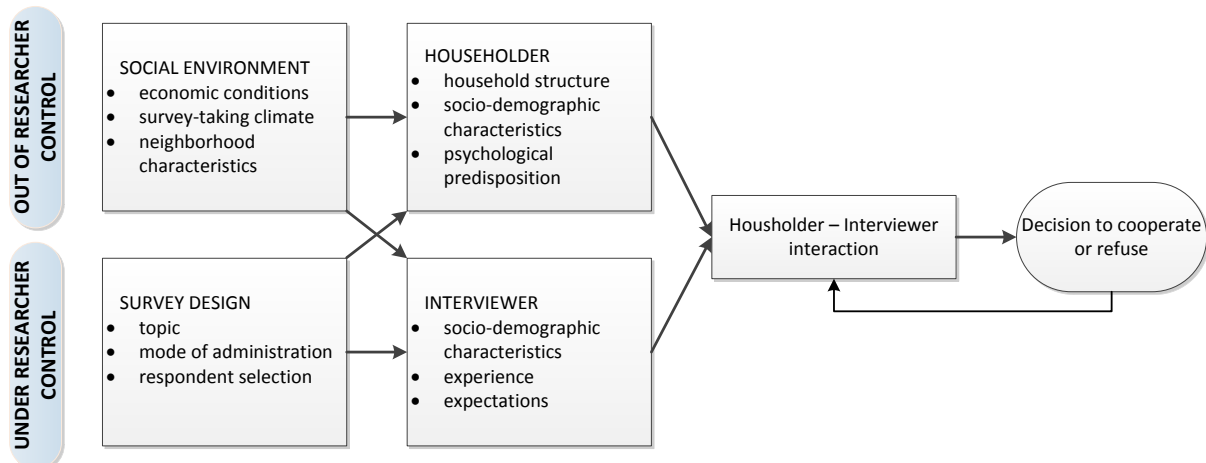 OUT OF RESEARCHER
CONTROL
SOCIAL ENVIRONMENT
• economic conditions
• survey-taking climate
• neighborhood
characteristics
HOUSEHOLDER
• household structure
• socio-demographic
characteristics
• psychological
predisposition
UNDER RESEARCHER
CONTROL
SURVEY DESIGN
• topic
• mode of administration
• respondent selection
INTERVIEWER
• socio-demographic
characteristics
• experience
• expectations
Housholder – Interviewer
interaction
Decision to cooperate
or refuse